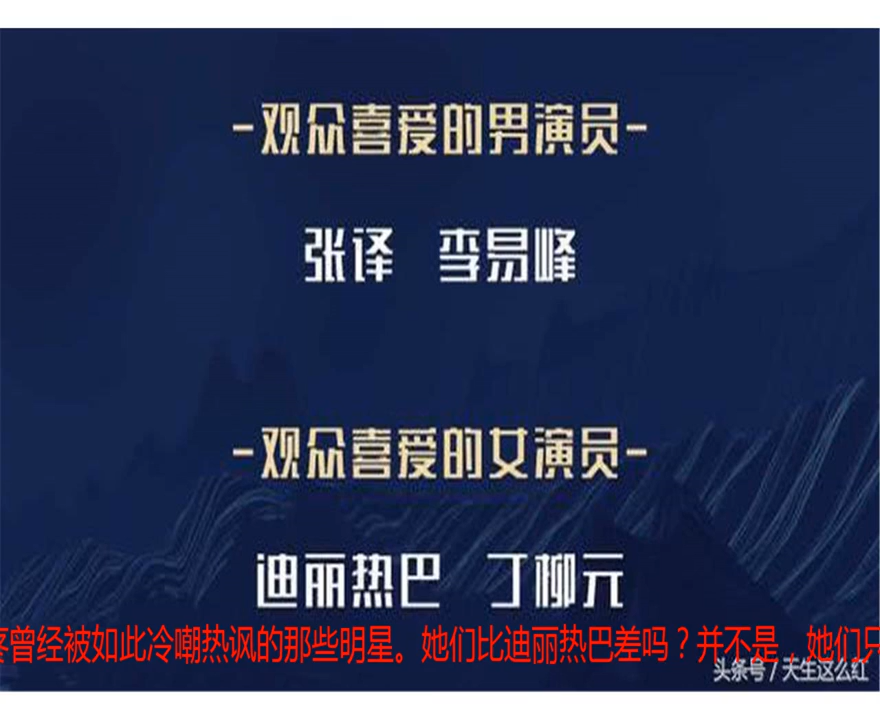 -观众喜爱的男演员-
张译 李易峰
-观众喜爱的女演员-
迪丽热巴 丁柳元
曾经被如此冷嘲热讽的那些明星。她们比迪丽热巴差吗？并不是，她们只
头条号 / 天生这么红